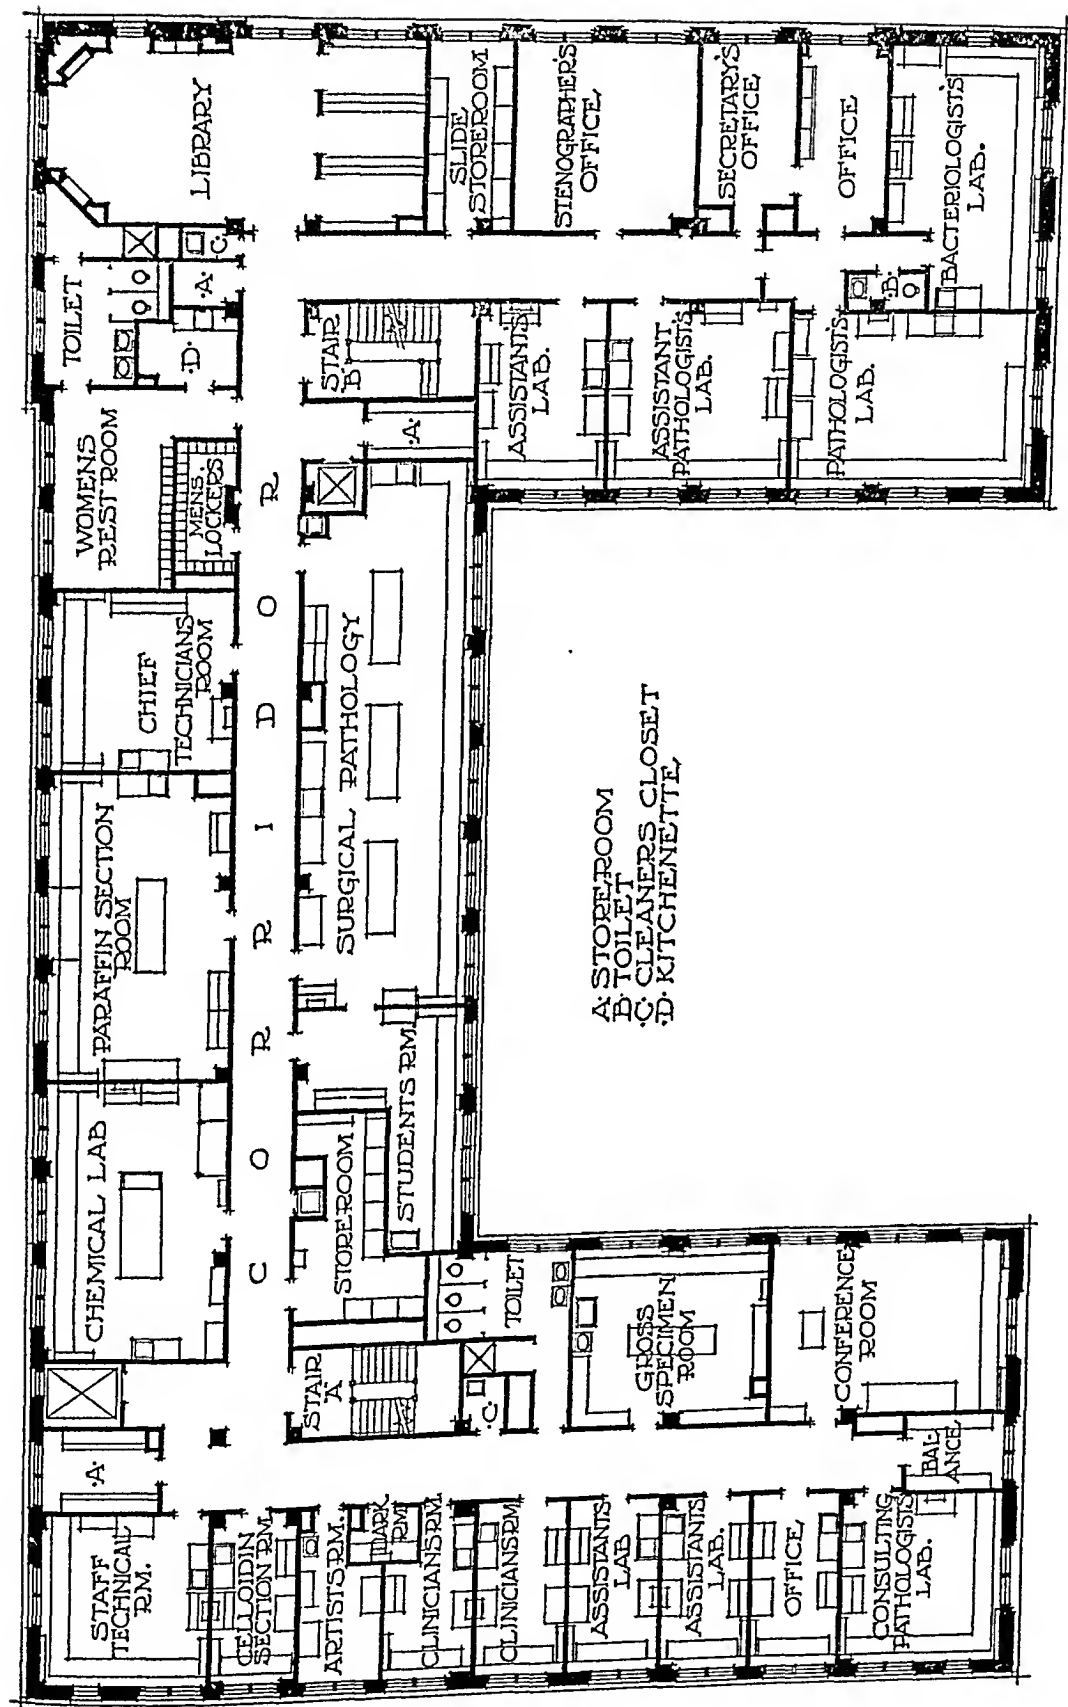 STAFF
TECHNICAL
RM.
·A·
CHEMICAL LAB
PARAFFIN SECTION
ROOM
CHIEF
TECHNICIANS
ROOM
WOMENS
REST ROOM
MENS.
LOCKERS
TOILET
·D·
·A·
·C·
LIBRARY
CELLOIDIN
SECTION RM.
CORRIDOR
ARTISTS RM.
DARK
RM.
STAIR
A
STOREROOM
STUDENTS RM.
SURGICAL PATHOLOGY
·A·
STAIR
B
CLINICIANS RM.
CLINICIANS RM.
·C·
TOILET
SLIDE
STOREROOM
ASSISTANTS
LAB
ASSISTANTS
LAB.
STENOGRAPHER'S
OFFICE
ASSISTANTS
LAB.
GROSS
SPECIMEN
ROOM
ASSISTANT
PATHOLOGISTS
LAB.
SECRETARY'S
OFFICE
OFFICE
CONFERENCE
ROOM
PATHOLOGISTS
LAB.
OFFICE
CONSULTING
PATHOLOGISTS
LAB.
BAL-
ANCE
·B·
BACTERIOLOGISTS
LAB.
A· STOREROOM
B· TOILET
·C· CLEANERS CLOSET
·D· KITCHENETTE